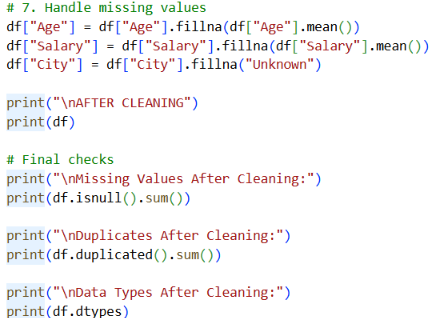 # 7. Handle missing values
df["Age"] = df["Age"].fillna(df["Age"].mean())
df["Salary"] = df["Salary"].fillna(df["Salary"].mean())
df["City"] = df["City"].fillna("Unknown")

print("\nAFTER CLEANING")
print(df)

# Final checks
print("\nMissing Values After Cleaning:")
print(df.isnull().sum())

print("\nDuplicates After Cleaning:")
print(df.duplicated().sum())

print("\nData Types After Cleaning:")
print(df.dtypes)